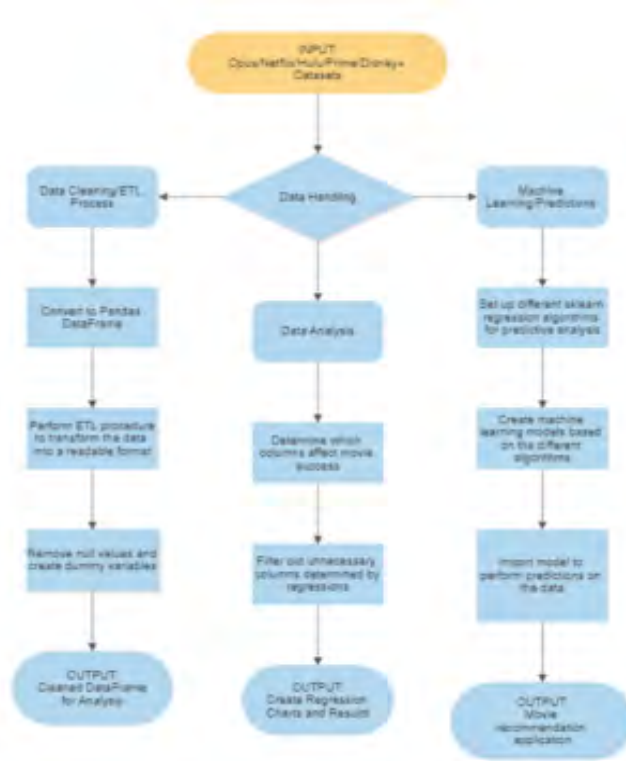 INPUT:
Opus/Netflix/Hulu/Prime/Disney+
Datasets
Data Cleaning/ETL
Process
Data Handling
Machine
Learning/Predictions
Convert to Pandas
DataFrame
Data Analysis
Set up different sklearn
regression algorithms
for predictive analysis
Perform ETL procedure
to transform the data
into a readable format
Determine which
columns affect movie
success
Create machine
learning models based
on the different
algorithms
Remove null values and
create dummy variables
Filter out unnecessary
columns determined by
regressions
Import model to
perform predictions on
the data
OUTPUT:
Cleaned DataFrame
for Analysis
OUTPUT:
Create Regression
Charts and Results
OUTPUT:
Movie
recommendation
application